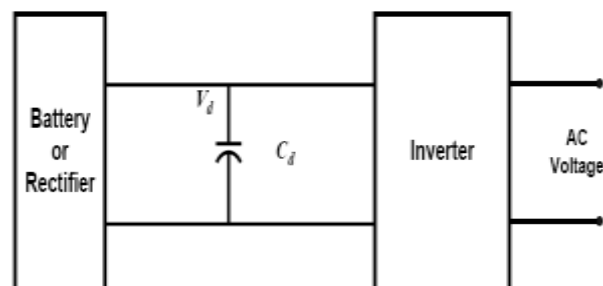 Battery
or
Rectifier
V_d
C_d
Inverter
AC
Voltage